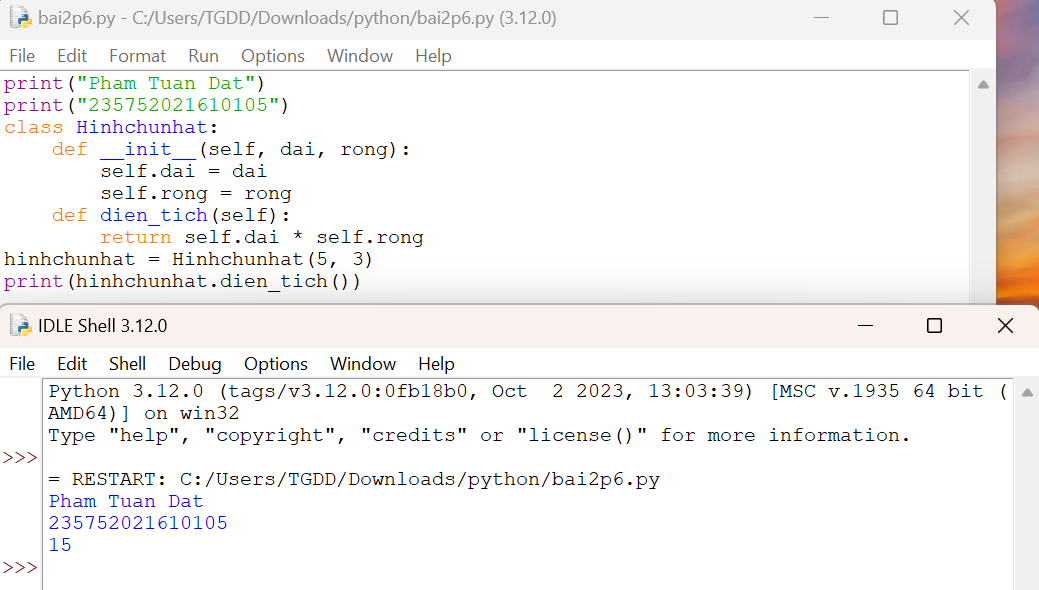 bai2p6.py - C:/Users/TGDD/Downloads/python/bai2p6.py (3.12.0)
File Edit Format Run Options Window Help
print("Pham Tuan Dat")
print("235752021610105")
class Hinhchunhat:
    def __init__(self, dai, rong):
        self.dai = dai
        self.rong = rong
    def dien_tich(self):
        return self.dai * self.rong
hinhchunhat = Hinhchunhat(5, 3)
print(hinhchunhat.dien_tich())
IDLE Shell 3.12.0
File Edit Shell Debug Options Window Help
Python 3.12.0 (tags/v3.12.0:0fb18b0, Oct  2 2023, 13:03:39) [MSC v.1935 64 bit (
AMD64)] on win32
Type "help", "copyright", "credits" or "license()" for more information.
>>>
= RESTART: C:/Users/TGDD/Downloads/python/bai2p6.py
Pham Tuan Dat
235752021610105
15
>>>